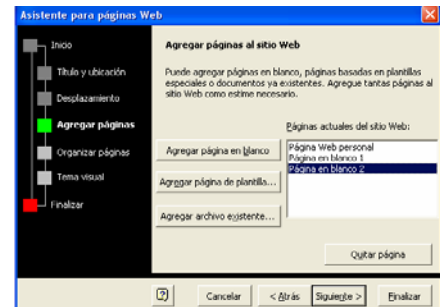 Asistente para páginas Web
Inicio
Título y ubicación
Desplazamiento
Agregar páginas
Organizar páginas
Tema visual
Finalizar
Agregar páginas al sitio Web
Puede agregar páginas en blanco, páginas basadas en plantillas
especiales o documentos ya existentes. Agregue tantas páginas al
sitio Web como estime necesario.
Páginas actuales del sitio Web:
Agregar página en blanco
Agregar página de plantilla...
Agregar archivo existente...
Página Web personal
Página en blanco 1
Página en blanco 2
Quitar página
Cancelar
< Atrás
Siguiente >
Finalizar